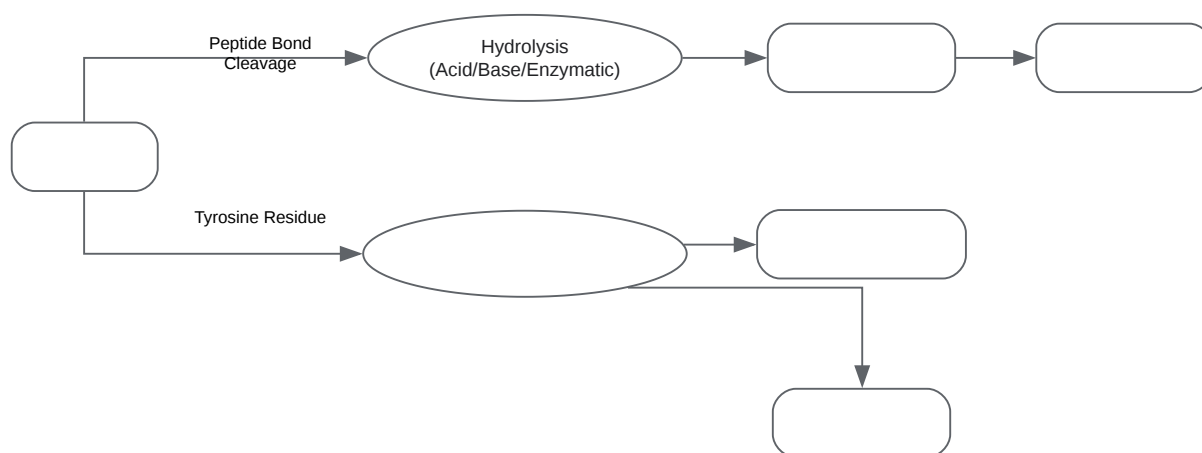 Peptide Bond
Cleavage
Hydrolysis
(Acid/Base/Enzymatic)
Tyrosine Residue